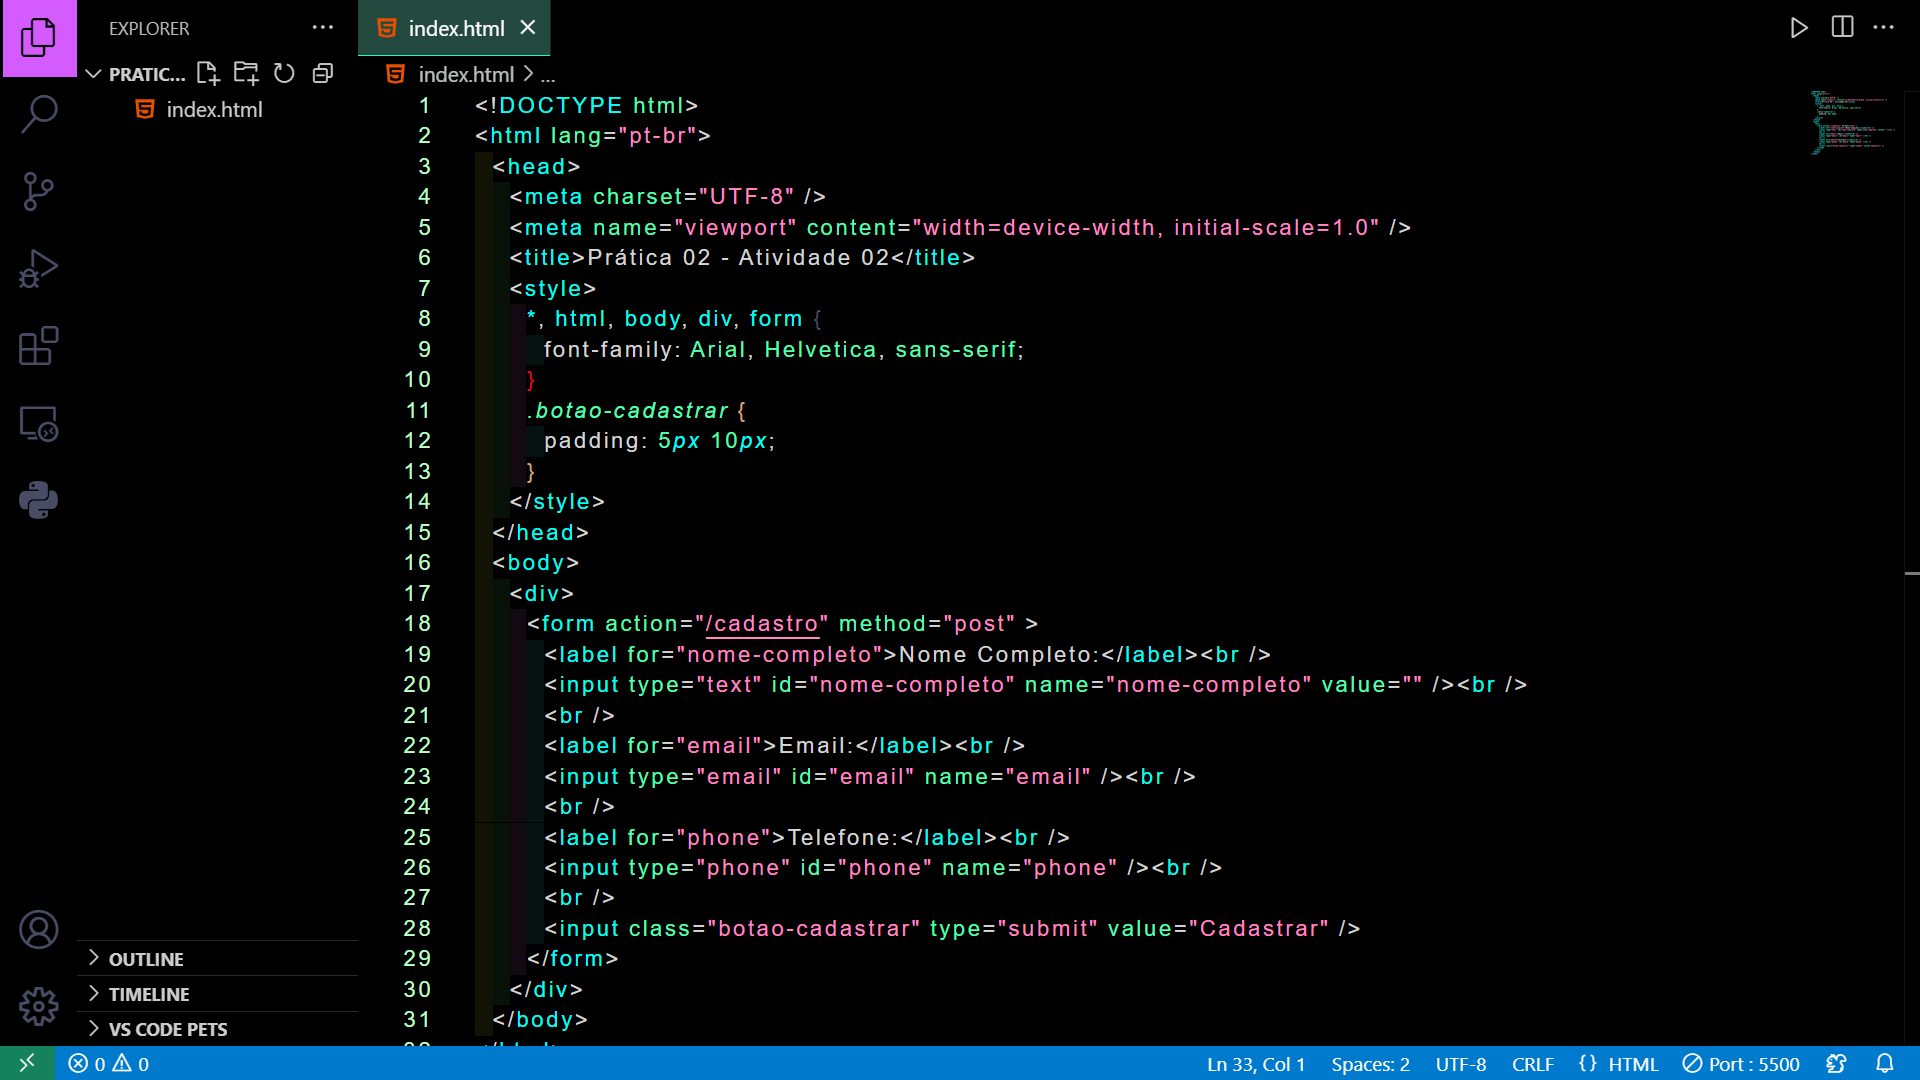 EXPLORER
index.html
PRATIC...
index.html > ...
index.html
1 <!DOCTYPE html>
2 <html lang="pt-br">
3 <head>
4 <meta charset="UTF-8" />
5 <meta name="viewport" content="width=device-width, initial-scale=1.0" />
6 <title>Prática 02 - Atividade 02</title>
7 <style>
8 *, html, body, div, form {
9 font-family: Arial, Helvetica, sans-serif;
10 }
11 .botao-cadastrar {
12 padding: 5px 10px;
13 }
14 </style>
15 </head>
16 <body>
17 <div>
18 <form action="/cadastro" method="post" >
19 <label for="nome-completo">Nome Completo:</label><br />
20 <input type="text" id="nome-completo" name="nome-completo" value="" /><br />
21 <br />
22 <label for="email">Email:</label><br />
23 <input type="email" id="email" name="email" /><br />
24 <br />
25 <label for="phone">Telefone:</label><br />
26 <input type="phone" id="phone" name="phone" /><br />
27 <br />
28 <input class="botao-cadastrar" type="submit" value="Cadastrar" />
29 </form>
30 </div>
31 </body>
OUTLINE
TIMELINE
VS CODE PETS
0 0 Ln 33, Col 1 Spaces: 2 UTF-8 CRLF {} HTML Port : 5500